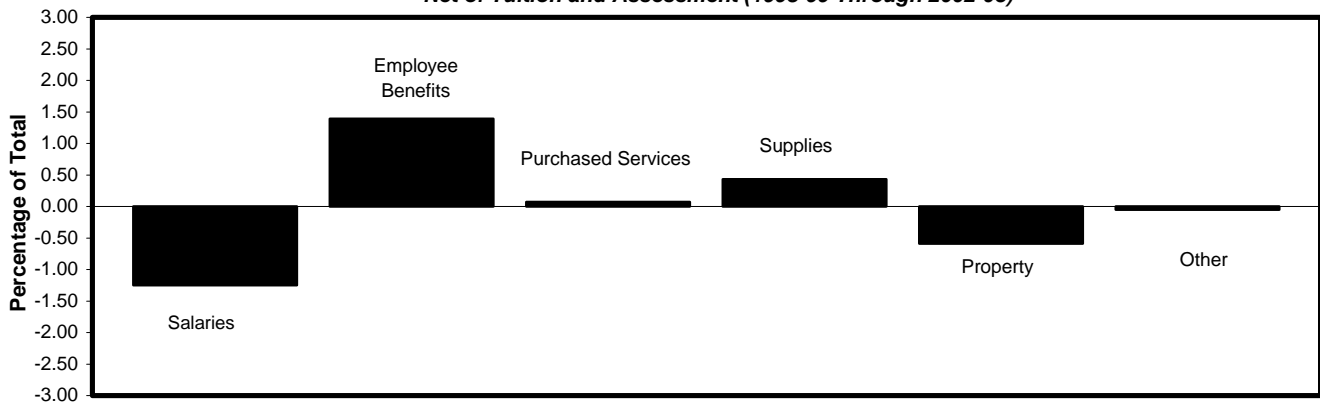 Net of Tuition and Assessment (1998-99 Through 2002-03)
3.00
2.50
2.00
1.50
1.00
0.50
0.00
-0.50
-1.00
-1.50
-2.00
-2.50
-3.00
Percentage of Total
Employee
Benefits
Purchased Services
Supplies
Salaries
Property
Other